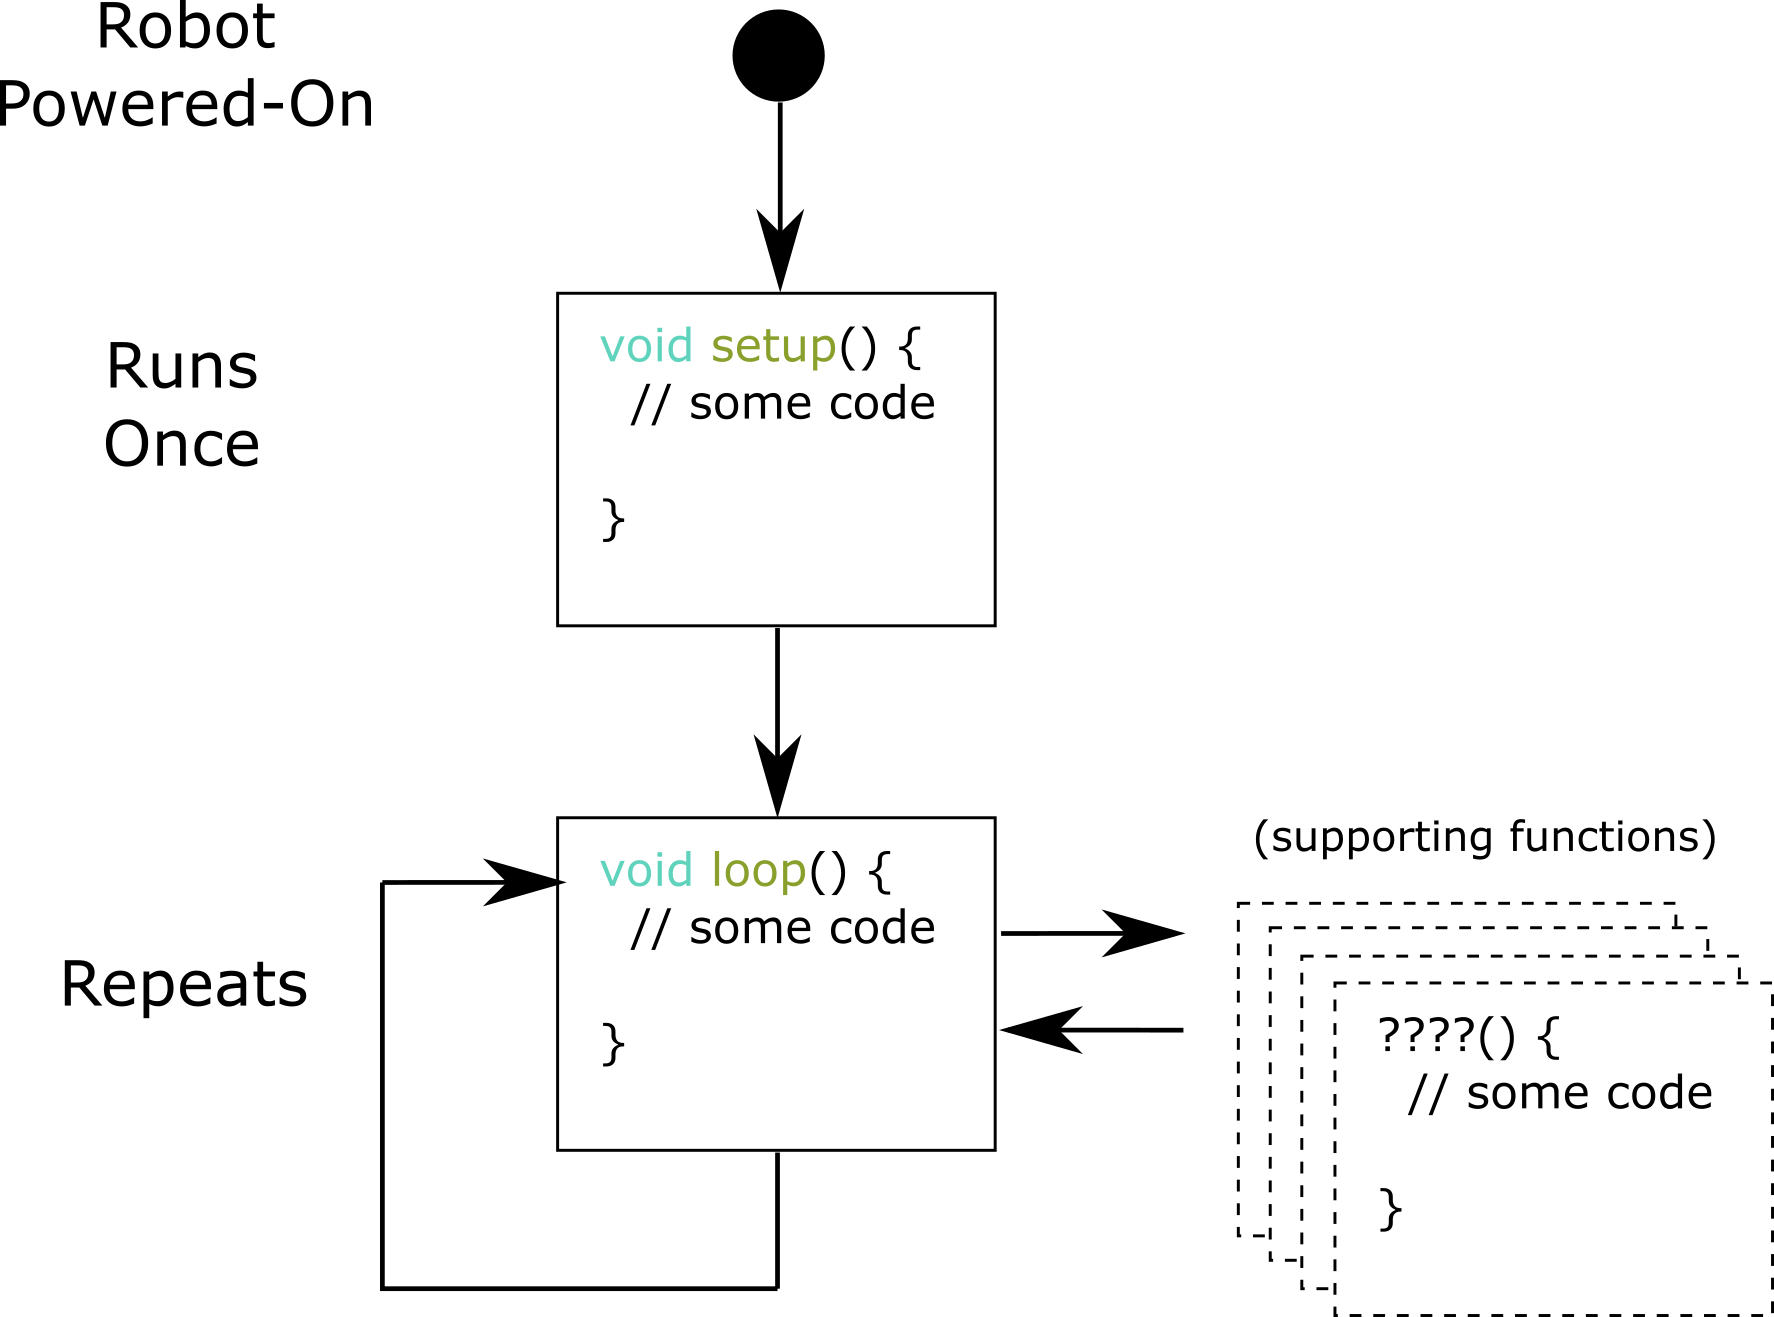 Robot
Powered-On
Runs
Once
void setup() {
// some code
}
Repeats
void loop() {
// some code
}
(supporting functions)
????() {
// some code
}